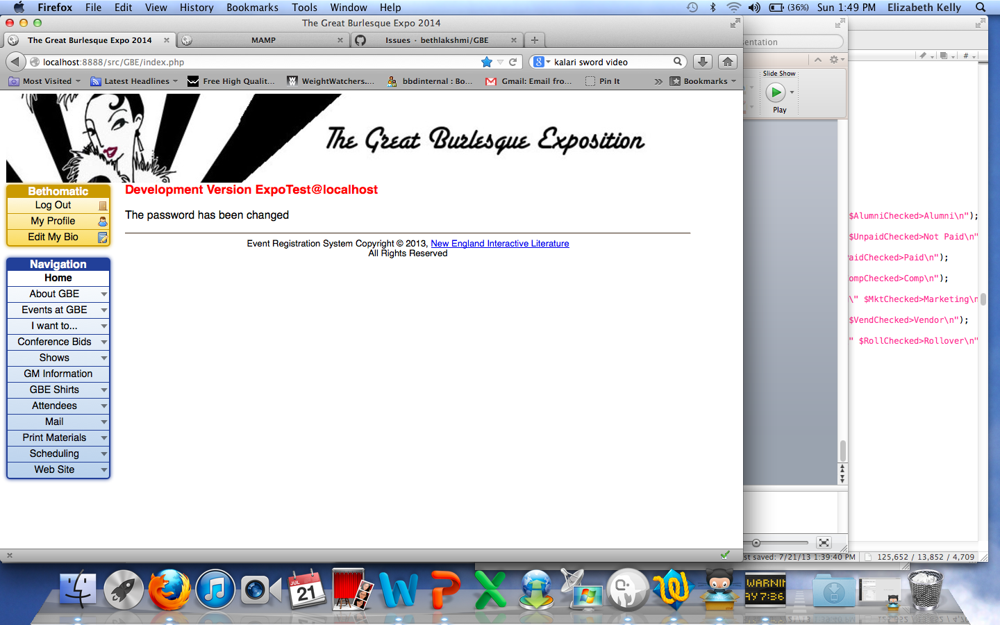 Firefox File Edit View History Bookmarks Tools Window Help (36%) Sun 1:49 PM Elizabeth Kelly
The Great Burlesque Expo 2014
The Great Burlesque Expo 2014 MAMP Issues · bethlakshmi/GBE
localhost:8888/src/GBE/index.php
8 kalari sword video
Most Visited Latest Headlines Free High Qualit... WeightWatchers.... bbdinternal : Bo... Gmail: Email fro... Pin It » Bookmarks
The Great Burlesque Exposition
Bethomatic
Log Out
My Profile
Edit My Bio
Navigation
Home
About GBE
Events at GBE
I want to...
Conference Bids
Shows
GM Information
GBE Shirts
Attendees
Mail
Print Materials
Scheduling
Web Site
Development Version ExpoTest@localhost
The password has been changed
Event Registration System Copyright © 2013, New England Interactive Literature
All Rights Reserved
entation
Slide Show
Play
#
$AlumniChecked>Alumni\n");
$UnpaidChecked>Not Paid\n"
aidChecked>Paid\n");
ompChecked>Comp\n");
\" $MktChecked>Marketing\n
$VendChecked>Vendor\n");
" $RollChecked>Rollover\n"
st saved: 7/21/13 1:39:40 PM 125,652 / 13,852 / 4,709
JUL
21
WARNIN
AY 7:36